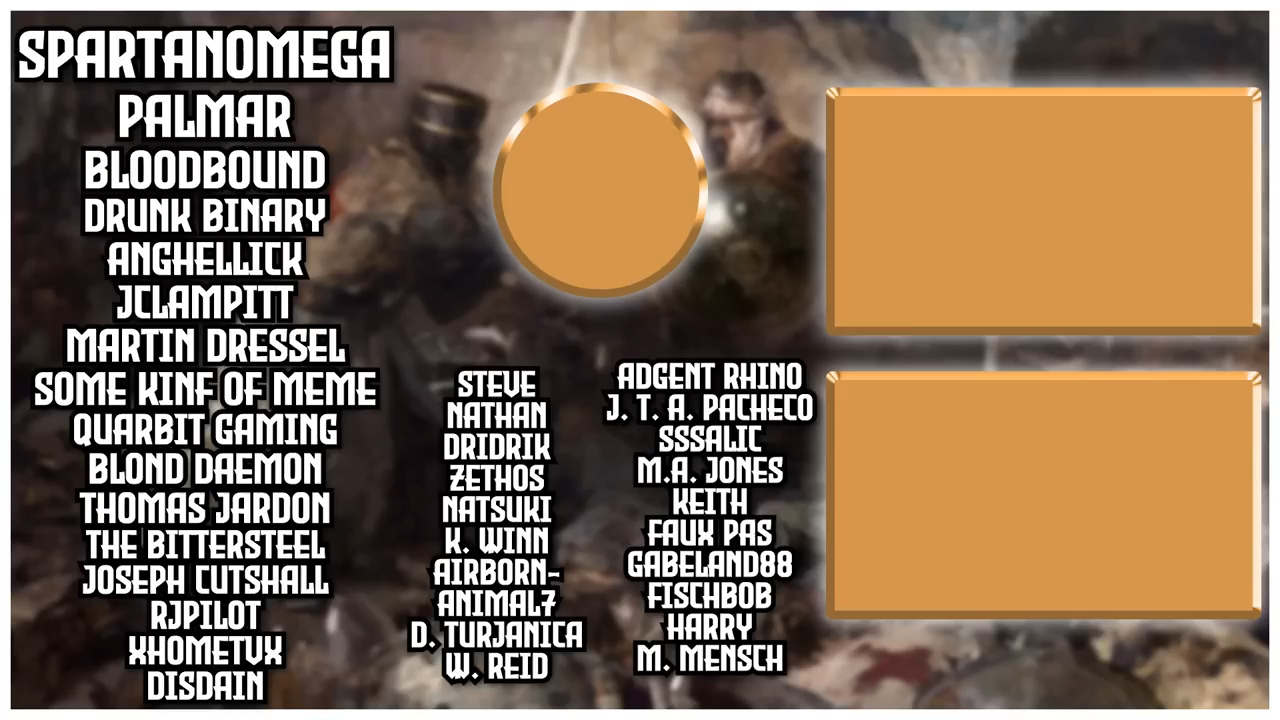 SPARTANOMEGA
PALMAR
BLOODBOUND
DRUNK BINARY
ANGHELLICK
JCLAMPITT
MARTIN DRESSEL
SOME KINF OF MEME
QUARBIT GAMING
BLOND DAEMON
THOMAS JARDON
THE BITTERSTEEL
JOSEPH CUTSHALL
RJPILOT
XHOMETVX
DISDAIN
STEVE
NATHAN
DRIDRIK
ZETHOS
NATSUKI
K. WINN
AIRBORN-
ANIMAL7
D. TURJANICA
W. REID
ADGENT RHINO
J. T. A. PACHECO
SSSALIC
M.A. JONES
KEITH
FAUX PAS
GABELAND88
FISCHBOB
HARRY
M. MENSCH